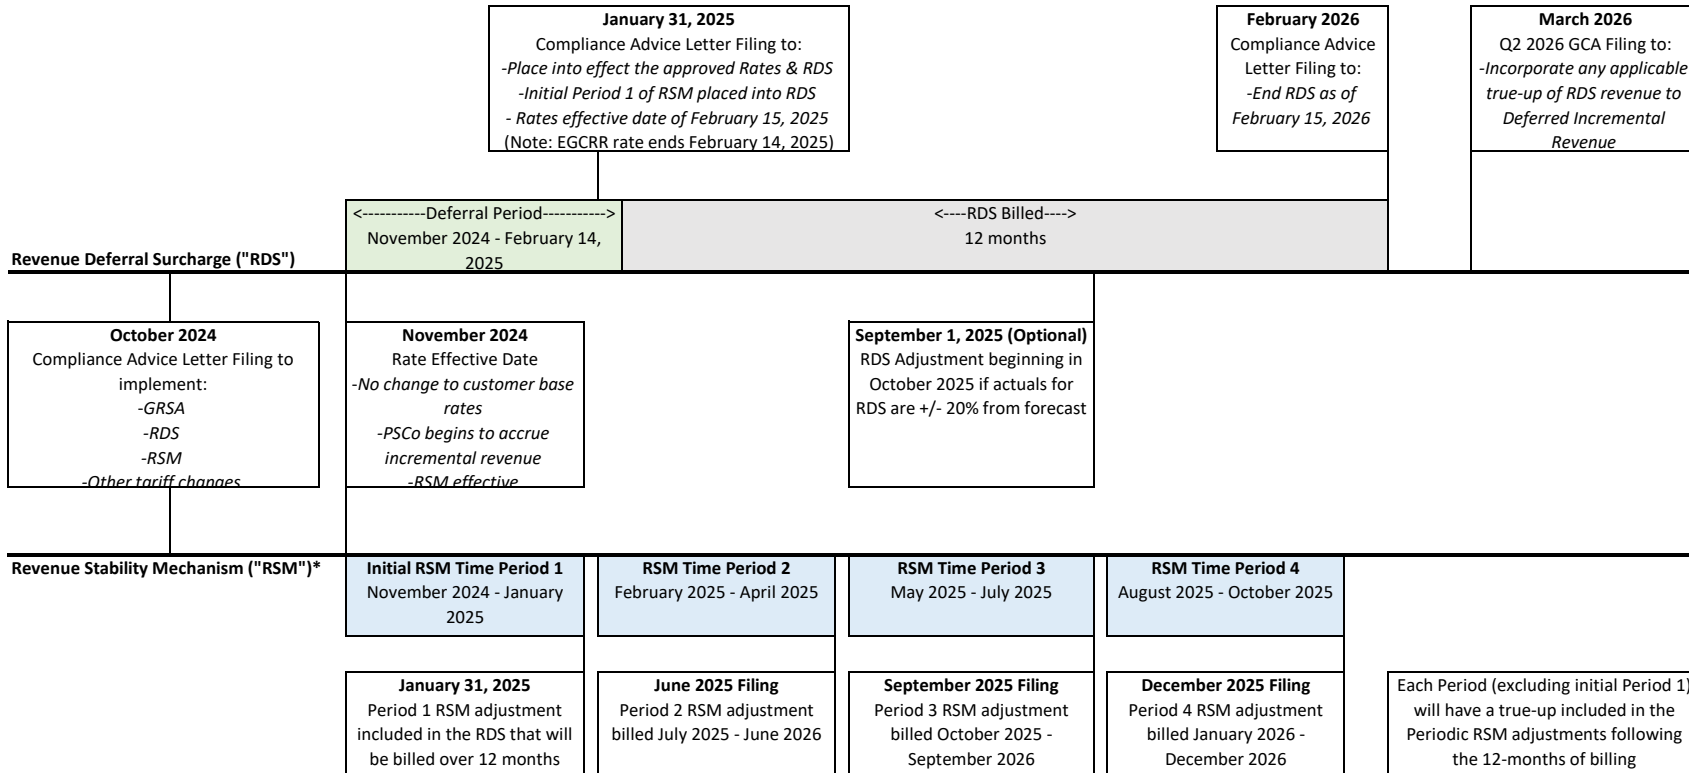 January 31, 2025
Compliance Advice Letter Filing to:
-Place into effect the approved Rates & RDS
-Initial Period 1 of RSM placed into RDS
- Rates effective date of February 15, 2025
(Note: EGCRR rate ends February 14, 2025)
February 2026
Compliance Advice
Letter Filing to:
-End RDS as of
February 15, 2026
March 2026
Q2 2026 GCA Filing to:
-Incorporate any applicable
true-up of RDS revenue to
Deferred Incremental
Revenue
<-----------Deferral Period----------->
November 2024 - February 14,
2025
<----RDS Billed---->
12 months
Revenue Deferral Surcharge ("RDS")
October 2024
Compliance Advice Letter Filing to
implement:
-GRSA
-RDS
-RSM
-Other tariff changes
November 2024
Rate Effective Date
-No change to customer base
rates
-PSCo begins to accrue
incremental revenue
-RSM effective
September 1, 2025 (Optional)
RDS Adjustment beginning in
October 2025 if actuals for
RDS are +/- 20% from forecast
Revenue Stability Mechanism ("RSM")*
Initial RSM Time Period 1
November 2024 - January
2025
RSM Time Period 2
February 2025 - April 2025
RSM Time Period 3
May 2025 - July 2025
RSM Time Period 4
August 2025 - October 2025
January 31, 2025
Period 1 RSM adjustment
included in the RDS that will
be billed over 12 months
June 2025 Filing
Period 2 RSM adjustment
billed July 2025 - June 2026
September 2025 Filing
Period 3 RSM adjustment
billed October 2025 -
September 2026
December 2025 Filing
Period 4 RSM adjustment
billed January 2026 -
December 2026
Each Period (excluding initial Period 1)
will have a true-up included in the
Periodic RSM adjustments following
the 12-months of billing